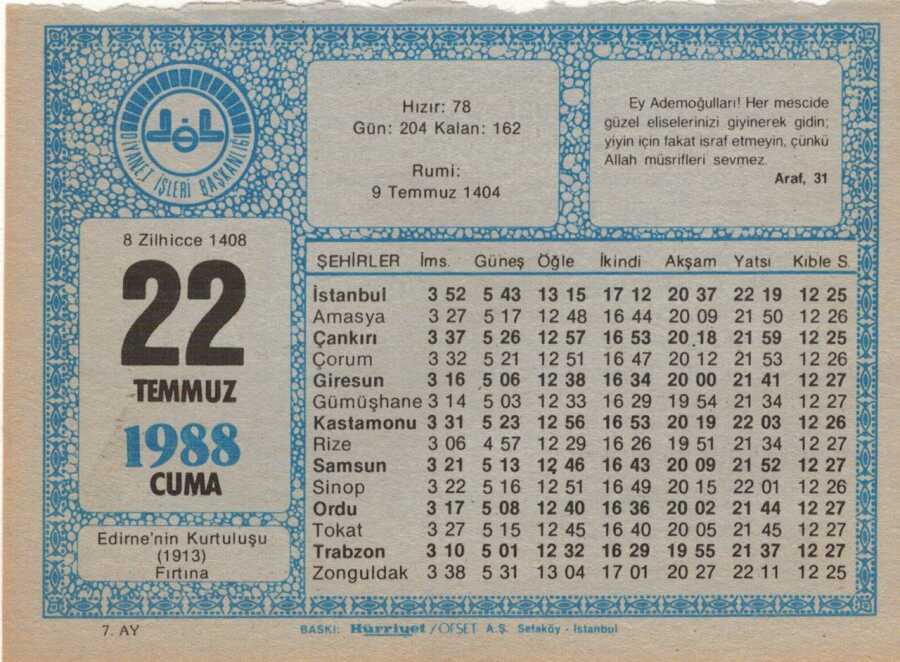 DİYANET İŞLERİ BAŞKANLIĞI
8 Zilhicce 1408
22
TEMMUZ
1988
CUMA
Edirne'nin Kurtuluşu
(1913)
Fırtına
Hızır: 78
Gün: 204 Kalan: 162
Rumi:
9 Temmuz 1404
Ey Ademoğulları! Her mescide
güzel eliselerinizi giyinerek gidin;
yiyin için fakat israf etmeyin, çünkü
Allah müsrifleri sevmez.
Araf, 31
ŞEHİRLER İms. Güneş Öğle İkindi Akşam Yatsı Kıble S.
İstanbul 3 52 5 43 13 15 17 12 20 37 22 19 12 25
Amasya 3 27 5 17 12 48 16 44 20 09 21 50 12 26
Çankırı 3 37 5 26 12 57 16 53 20 18 21 59 12 25
Çorum 3 32 5 21 12 51 16 47 20 12 21 53 12 26
Giresun 3 16 5 06 12 38 16 34 20 00 21 41 12 27
Gümüşhane 3 14 5 03 12 33 16 29 19 54 21 34 12 27
Kastamonu 3 31 5 23 12 56 16 53 20 19 22 03 12 26
Rize 3 06 4 57 12 29 16 26 19 51 21 34 12 27
Samsun 3 21 5 13 12 46 16 43 20 09 21 52 12 27
Sinop 3 22 5 16 12 51 16 49 20 15 22 01 12 26
Ordu 3 17 5 08 12 40 16 36 20 02 21 44 12 27
Tokat 3 27 5 15 12 45 16 40 20 05 21 45 12 27
Trabzon 3 10 5 01 12 32 16 29 19 55 21 37 12 27
Zonguldak 3 38 5 31 13 04 17 01 20 27 22 11 12 25
7. AY
BASKI: Hürriyet / OFSET A.Ş. Sefaköy - İstanbul